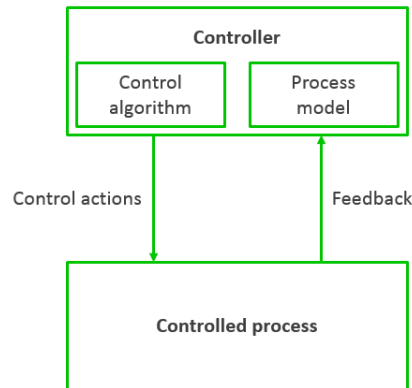 Controller
Control
algorithm
Process
model
Control actions
Feedback
Controlled process